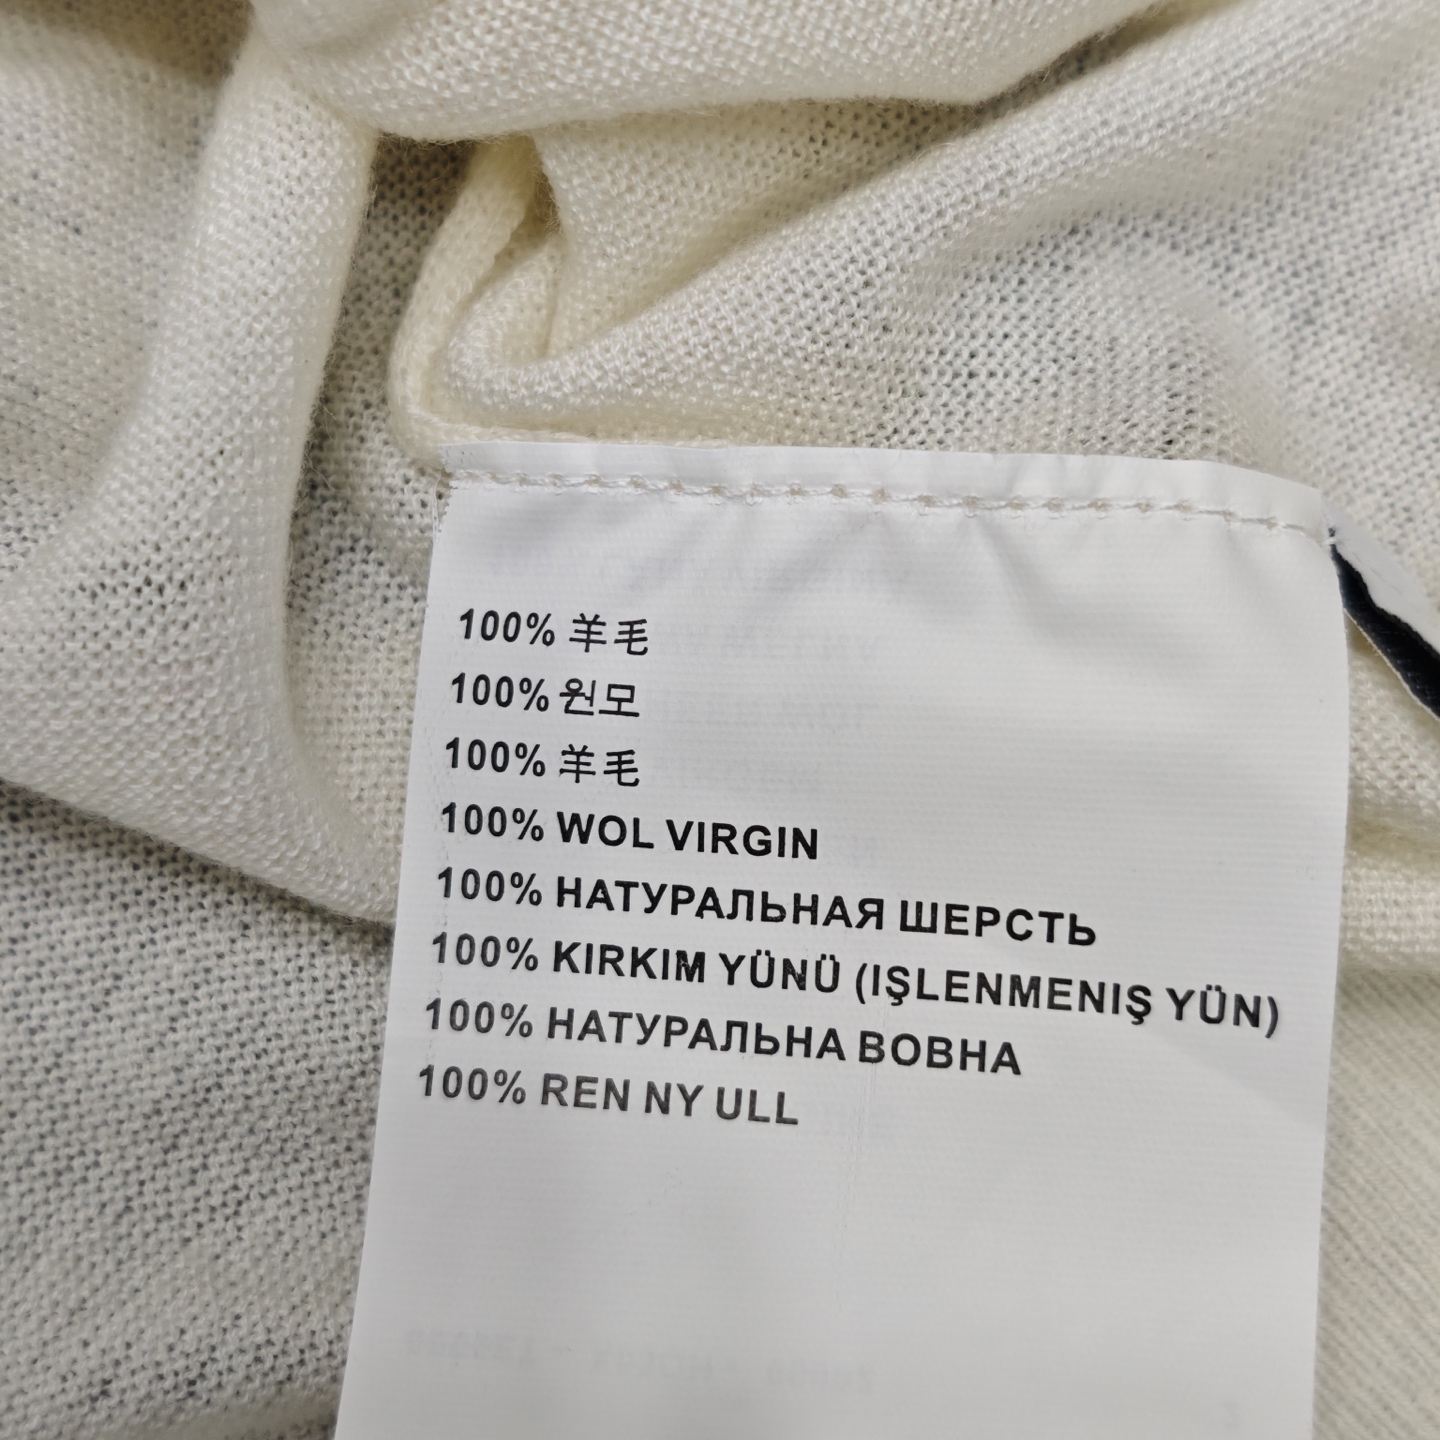 100% 羊毛
100% 원모
100% 羊毛
100% WOL VIRGIN
100% НАТУРАЛЬНАЯ ШЕРСТЬ
100% KIRKIM YÜNÜ (IŞLENMENIŞ YÜN)
100% НАТУРАЛЬНА ВОВНА
100% REN NY ULL